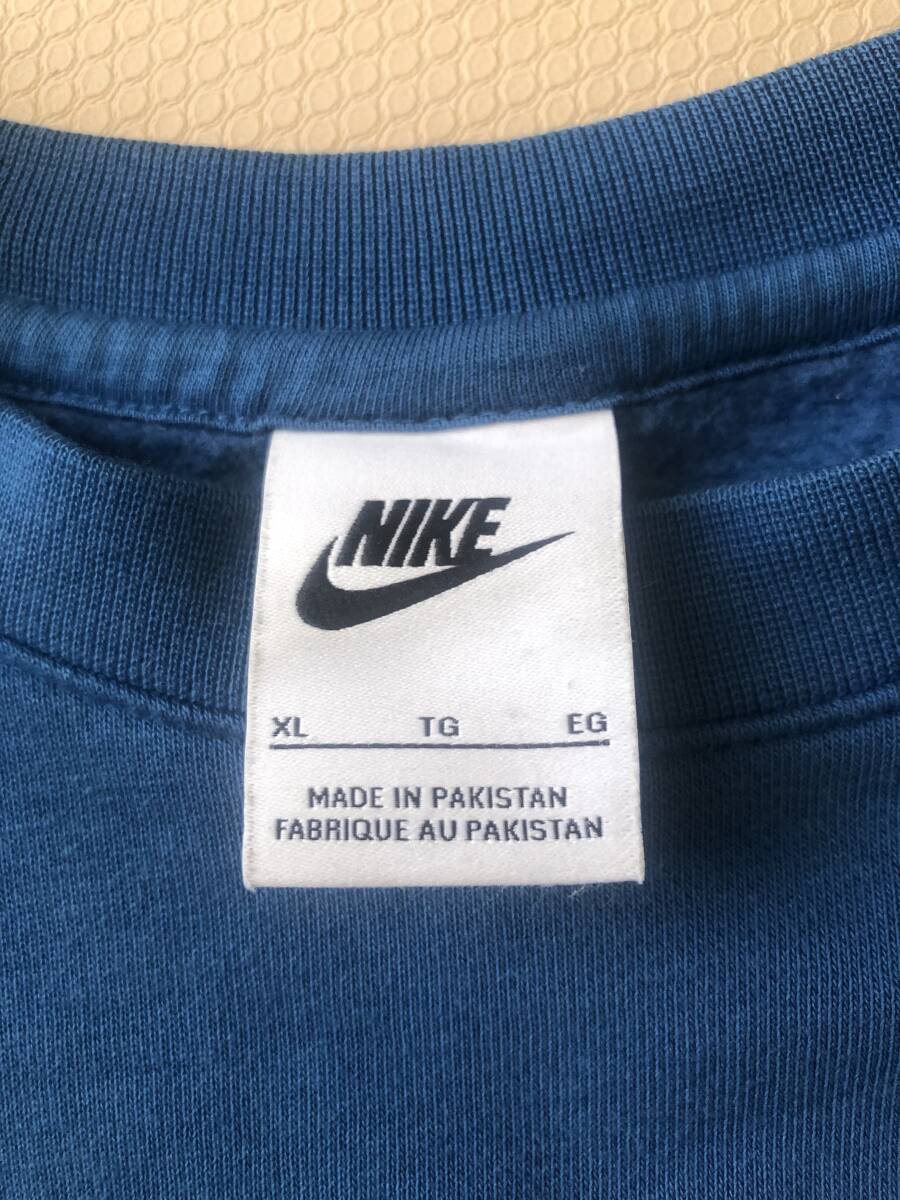 NIKE
XL TG EG
MADE IN PAKISTAN
FABRIQUE AU PAKISTAN